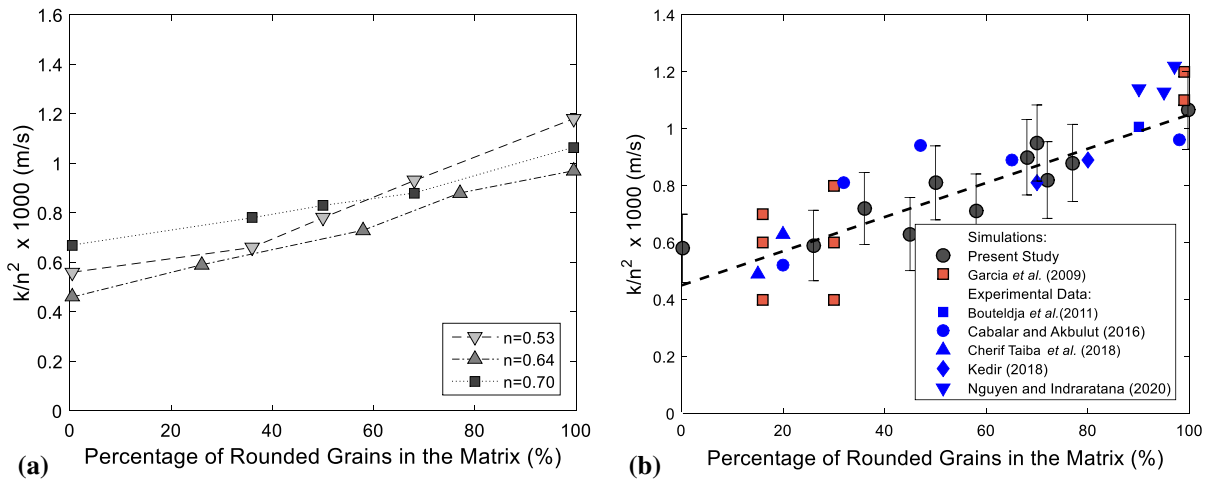 1.6
1.4
1.2
1
0.8
0.6
0.4
0.2
0
k/n² x 1000 (m/s)
n=0.53
n=0.64
n=0.70
0 20 40 60 80 100
Percentage of Rounded Grains in the Matrix (%)
(a)
1.4
1.2
1
0.8
0.6
0.4
0.2
0
k/n² x 1000 (m/s)
Simulations:
Present Study
Garcia et al. (2009)
Experimental Data:
Bouteldja et al.(2011)
Cabalar and Akbulut (2016)
Cherif Taiba et al. (2018)
Kedir (2018)
Nguyen and Indraratana (2020)
0 20 40 60 80 100
Percentage of Rounded Grains in the Matrix (%)
(b)